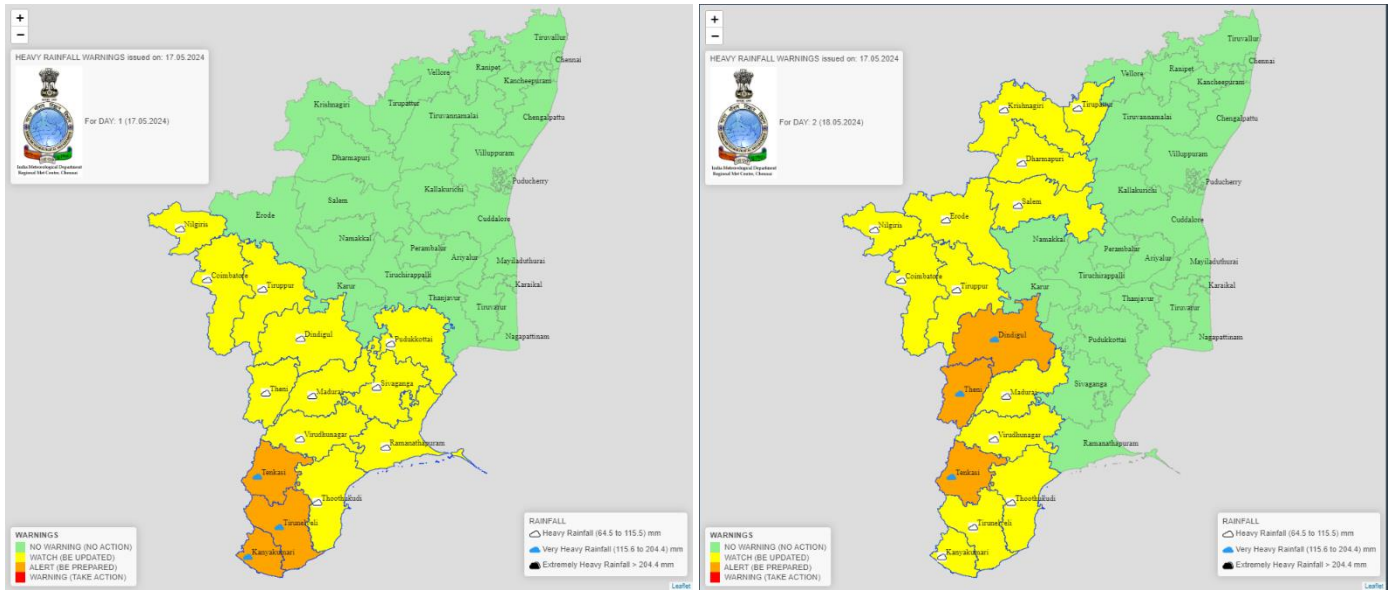 +
−
HEAVY RAINFALL WARNINGS issued on: 17.05.2024
For DAY: 1 (17.05.2024)
India Meteorological Department
Regional Met Centre, Chennai
Tiruvallur
Chennai
Ranipet
Vellore
Kancheepuram
Krishnagiri
Tirupattur
Tiruvannamalai
Chengalpattu
Dharmapuri
Villuppuram
Puducherry
Kallakurichi
Salem
Erode
Cuddalore
Nilgiris
Namakkal
Perambalur
Ariyalur
Mayiladuthurai
Coimbatore
Tiruchirappalli
Karaikal
Tiruppur
Karur
Thanjavur
Tiruvarur
Dindigul
Pudukkottai
Nagapattinam
Theni
Madurai
Sivaganga
Virudhunagar
Ramanathapuram
Tenkasi
Thoothukudi
Tirunelveli
Kanyakumari
WARNINGS
NO WARNING (NO ACTION)
WATCH (BE UPDATED)
ALERT (BE PREPARED)
WARNING (TAKE ACTION)
RAINFALL
Heavy Rainfall (64.5 to 115.5) mm
Very Heavy Rainfall (115.6 to 204.4) mm
Extremely Heavy Rainfall > 204.4 mm
Leaflet
+
−
HEAVY RAINFALL WARNINGS issued on: 17.05.2024
For DAY: 2 (18.05.2024)
India Meteorological Department
Regional Met Centre, Chennai
Tiruvallur
Chennai
Ranipet
Vellore
Kancheepuram
Krishnagiri
Tirupattur
Tiruvannamalai
Chengalpattu
Dharmapuri
Villuppuram
Puducherry
Kallakurichi
Salem
Erode
Cuddalore
Nilgiris
Namakkal
Perambalur
Ariyalur
Mayiladuthurai
Coimbatore
Tiruchirappalli
Karaikal
Tiruppur
Karur
Thanjavur
Tiruvarur
Dindigul
Pudukkottai
Nagapattinam
Theni
Madurai
Sivaganga
Virudhunagar
Ramanathapuram
Tenkasi
Thoothukudi
Tirunelveli
Kanyakumari
WARNINGS
NO WARNING (NO ACTION)
WATCH (BE UPDATED)
ALERT (BE PREPARED)
WARNING (TAKE ACTION)
RAINFALL
Heavy Rainfall (64.5 to 115.5) mm
Very Heavy Rainfall (115.6 to 204.4) mm
Extremely Heavy Rainfall > 204.4 mm
Leaflet